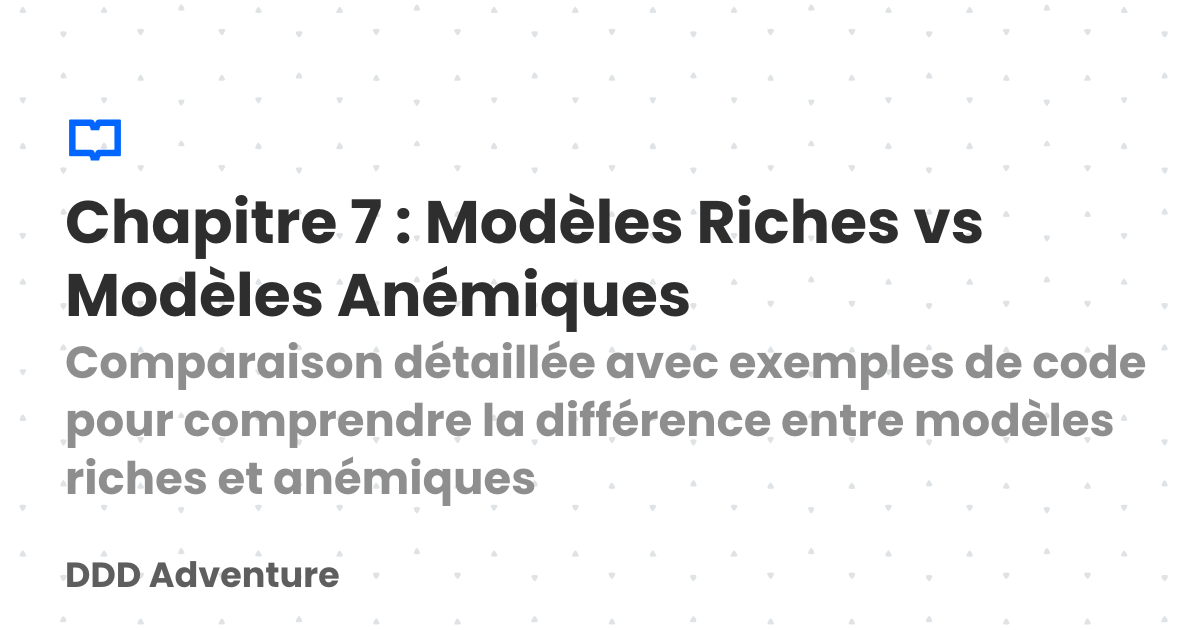 Chapitre 7 : Modèles Riches vs
Modèles Anémiques
Comparaison détaillée avec exemples de code
pour comprendre la différence entre modèles
riches et anémiques
DDD Adventure